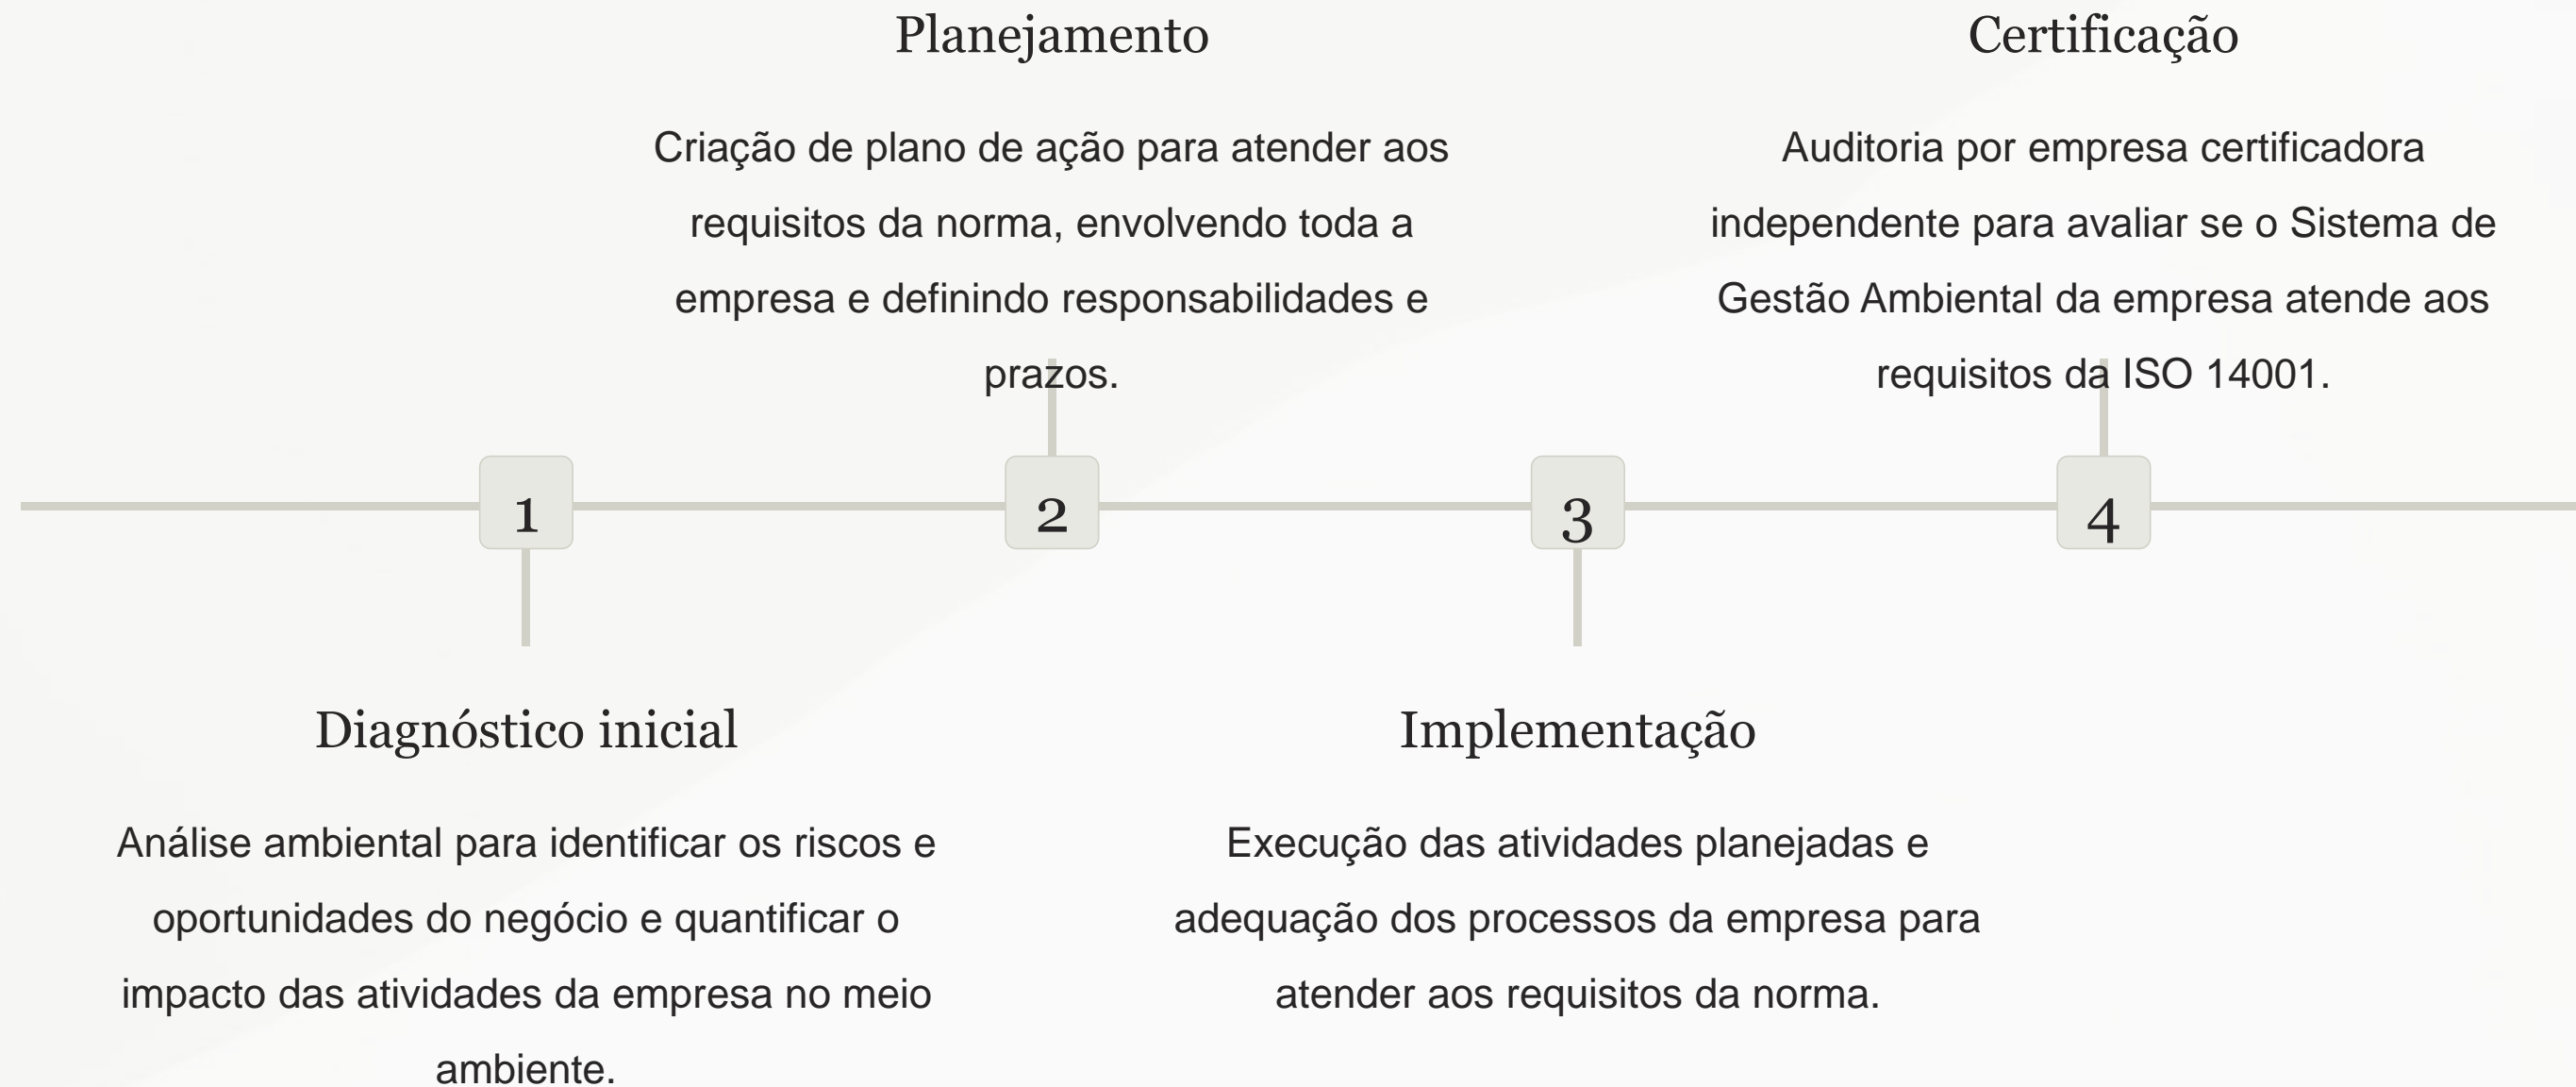 Planejamento
Criação de plano de ação para atender aos
requisitos da norma, envolvendo toda a
empresa e definindo responsabilidades e
prazos.
Certificação
Auditoria por empresa certificadora
independente para avaliar se o Sistema de
Gestão Ambiental da empresa atende aos
requisitos da ISO 14001.
1
2
3
4
Diagnóstico inicial
Análise ambiental para identificar os riscos e
oportunidades do negócio e quantificar o
impacto das atividades da empresa no meio
ambiente.
Implementação
Execução das atividades planejadas e
adequação dos processos da empresa para
atender aos requisitos da norma.